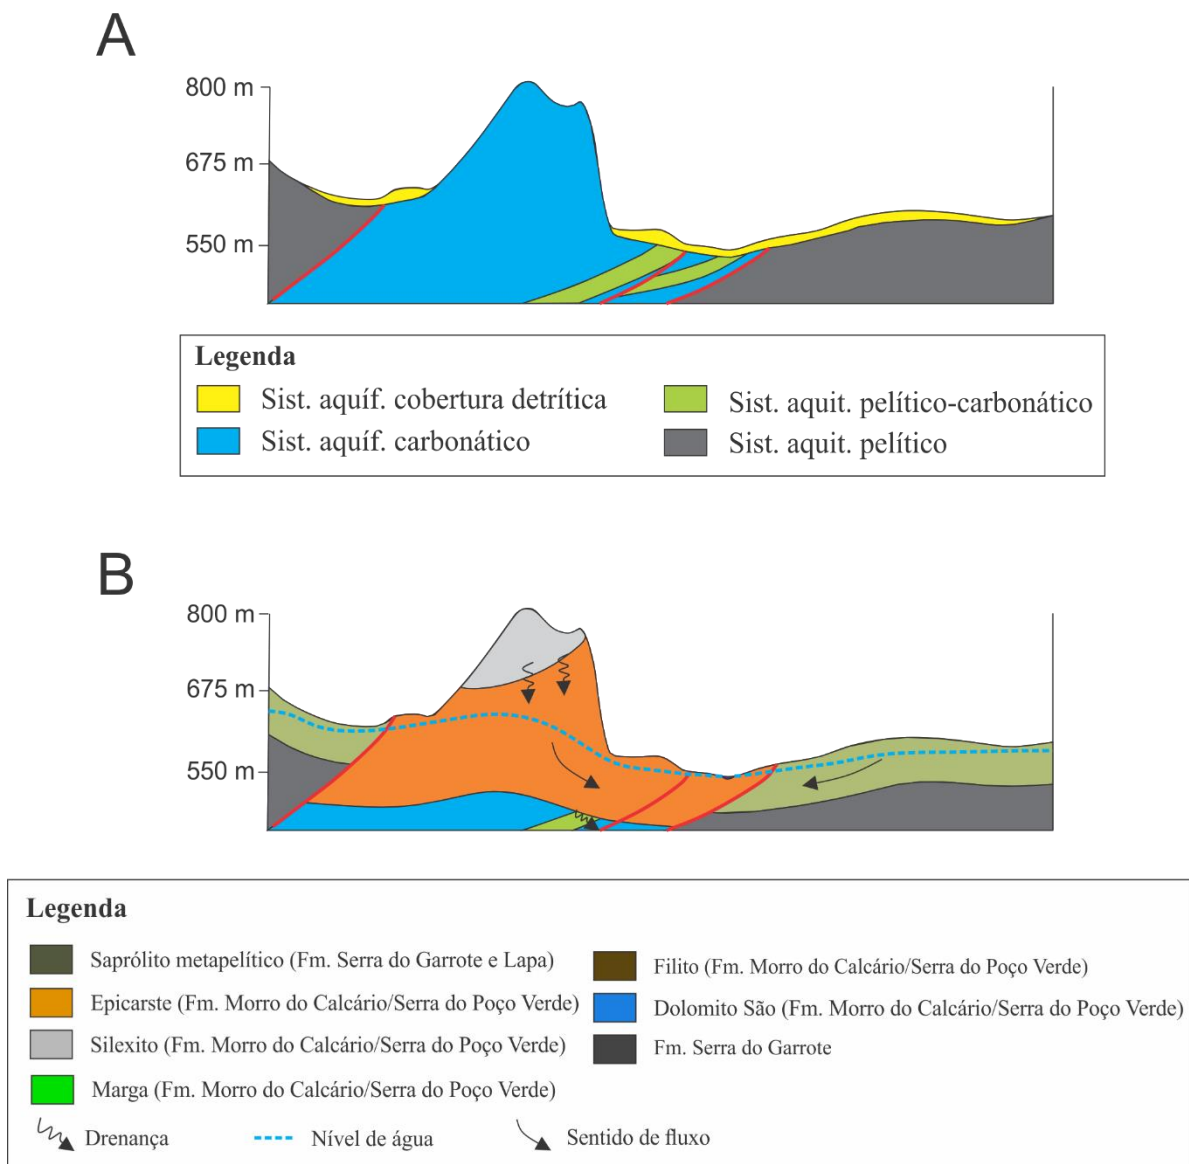 A
800 m
675 m
550 m
Legenda
Sist. aquíf. cobertura detrítica
Sist. aquit. pelítico-carbonático
Sist. aquíf. carbonático
Sist. aquit. pelítico
B
800 m
675 m
550 m
Legenda
Saprólito metapelítico (Fm. Serra do Garrote e Lapa)
Filito (Fm. Morro do Calcário/Serra do Poço Verde)
Epicarste (Fm. Morro do Calcário/Serra do Poço Verde)
Dolomito São (Fm. Morro do Calcário/Serra do Poço Verde)
Silexito (Fm. Morro do Calcário/Serra do Poço Verde)
Fm. Serra do Garrote
Marga (Fm. Morro do Calcário/Serra do Poço Verde)
Drenança
Nível de água
Sentido de fluxo